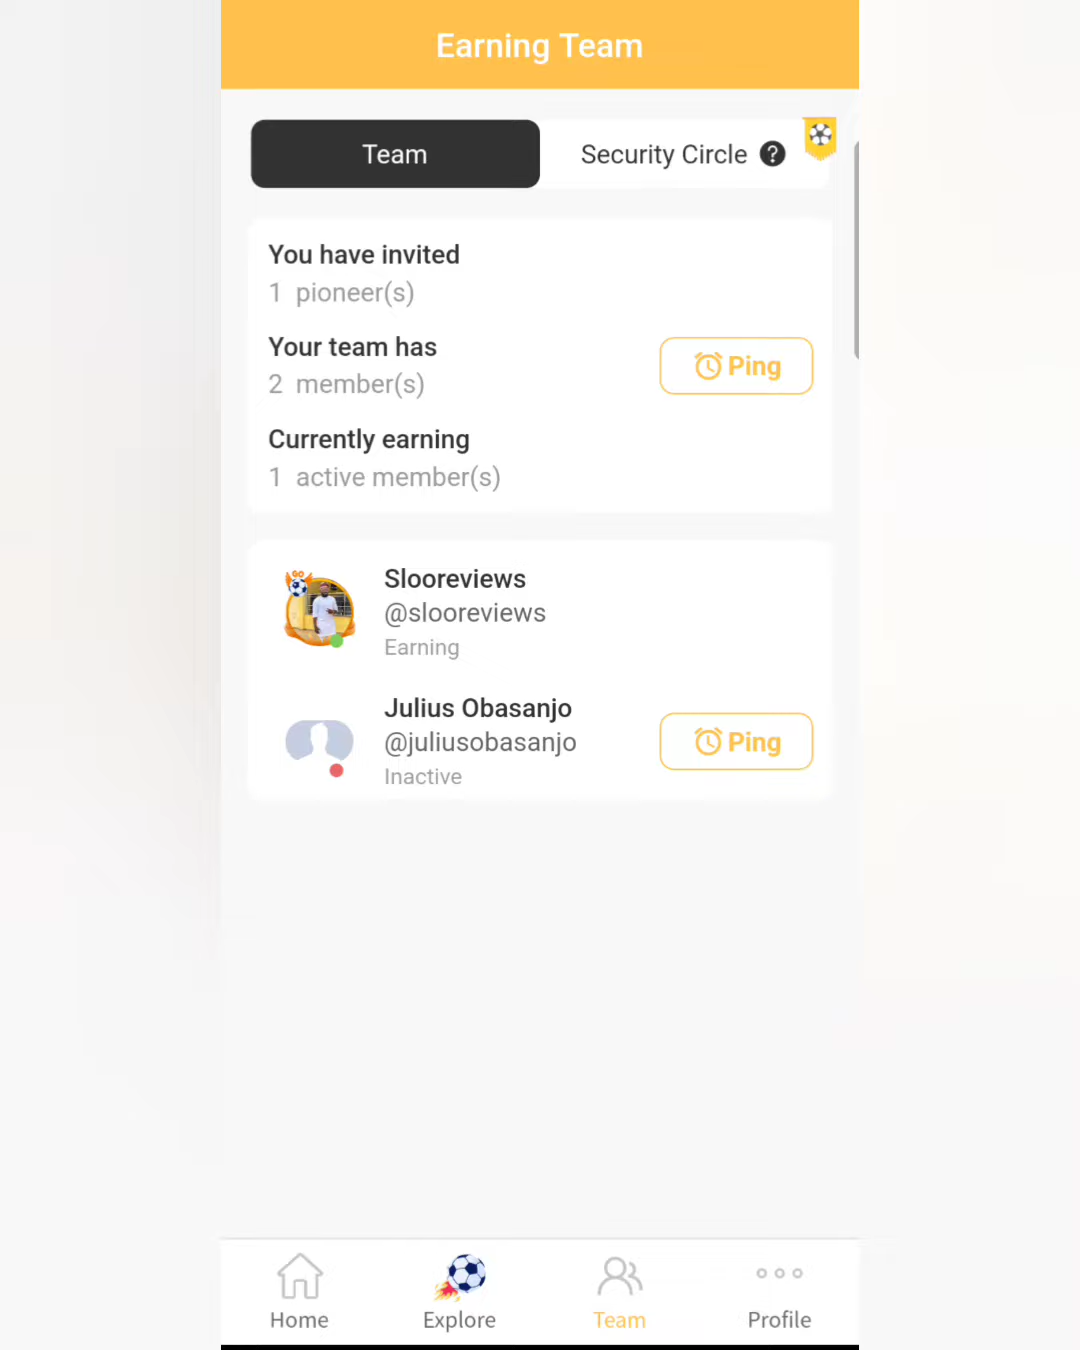 Earning Team
Team
Security Circle ?
You have invited
1 pioneer(s)
Your team has
2 member(s)
Ping
Currently earning
1 active member(s)
GO
Slooreviews
@slooreviews
Earning
Julius Obasanjo
@juliusobasanjo
Inactive
Ping
Home
Explore
Team
Profile